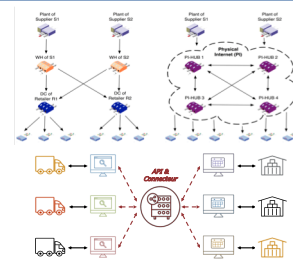 Plant of
Supplier S1
Plant of
Supplier S2
WH of S1
WH of S2
DC of
Retailer R1
DC of
Retailer R2
Plant of
Supplier S1
Plant of
Supplier S2
Physical
Internet (PI)
PI-HUB 1
PI-HUB 2
PI-HUB 3
PI-HUB 4
API &
Connecteur